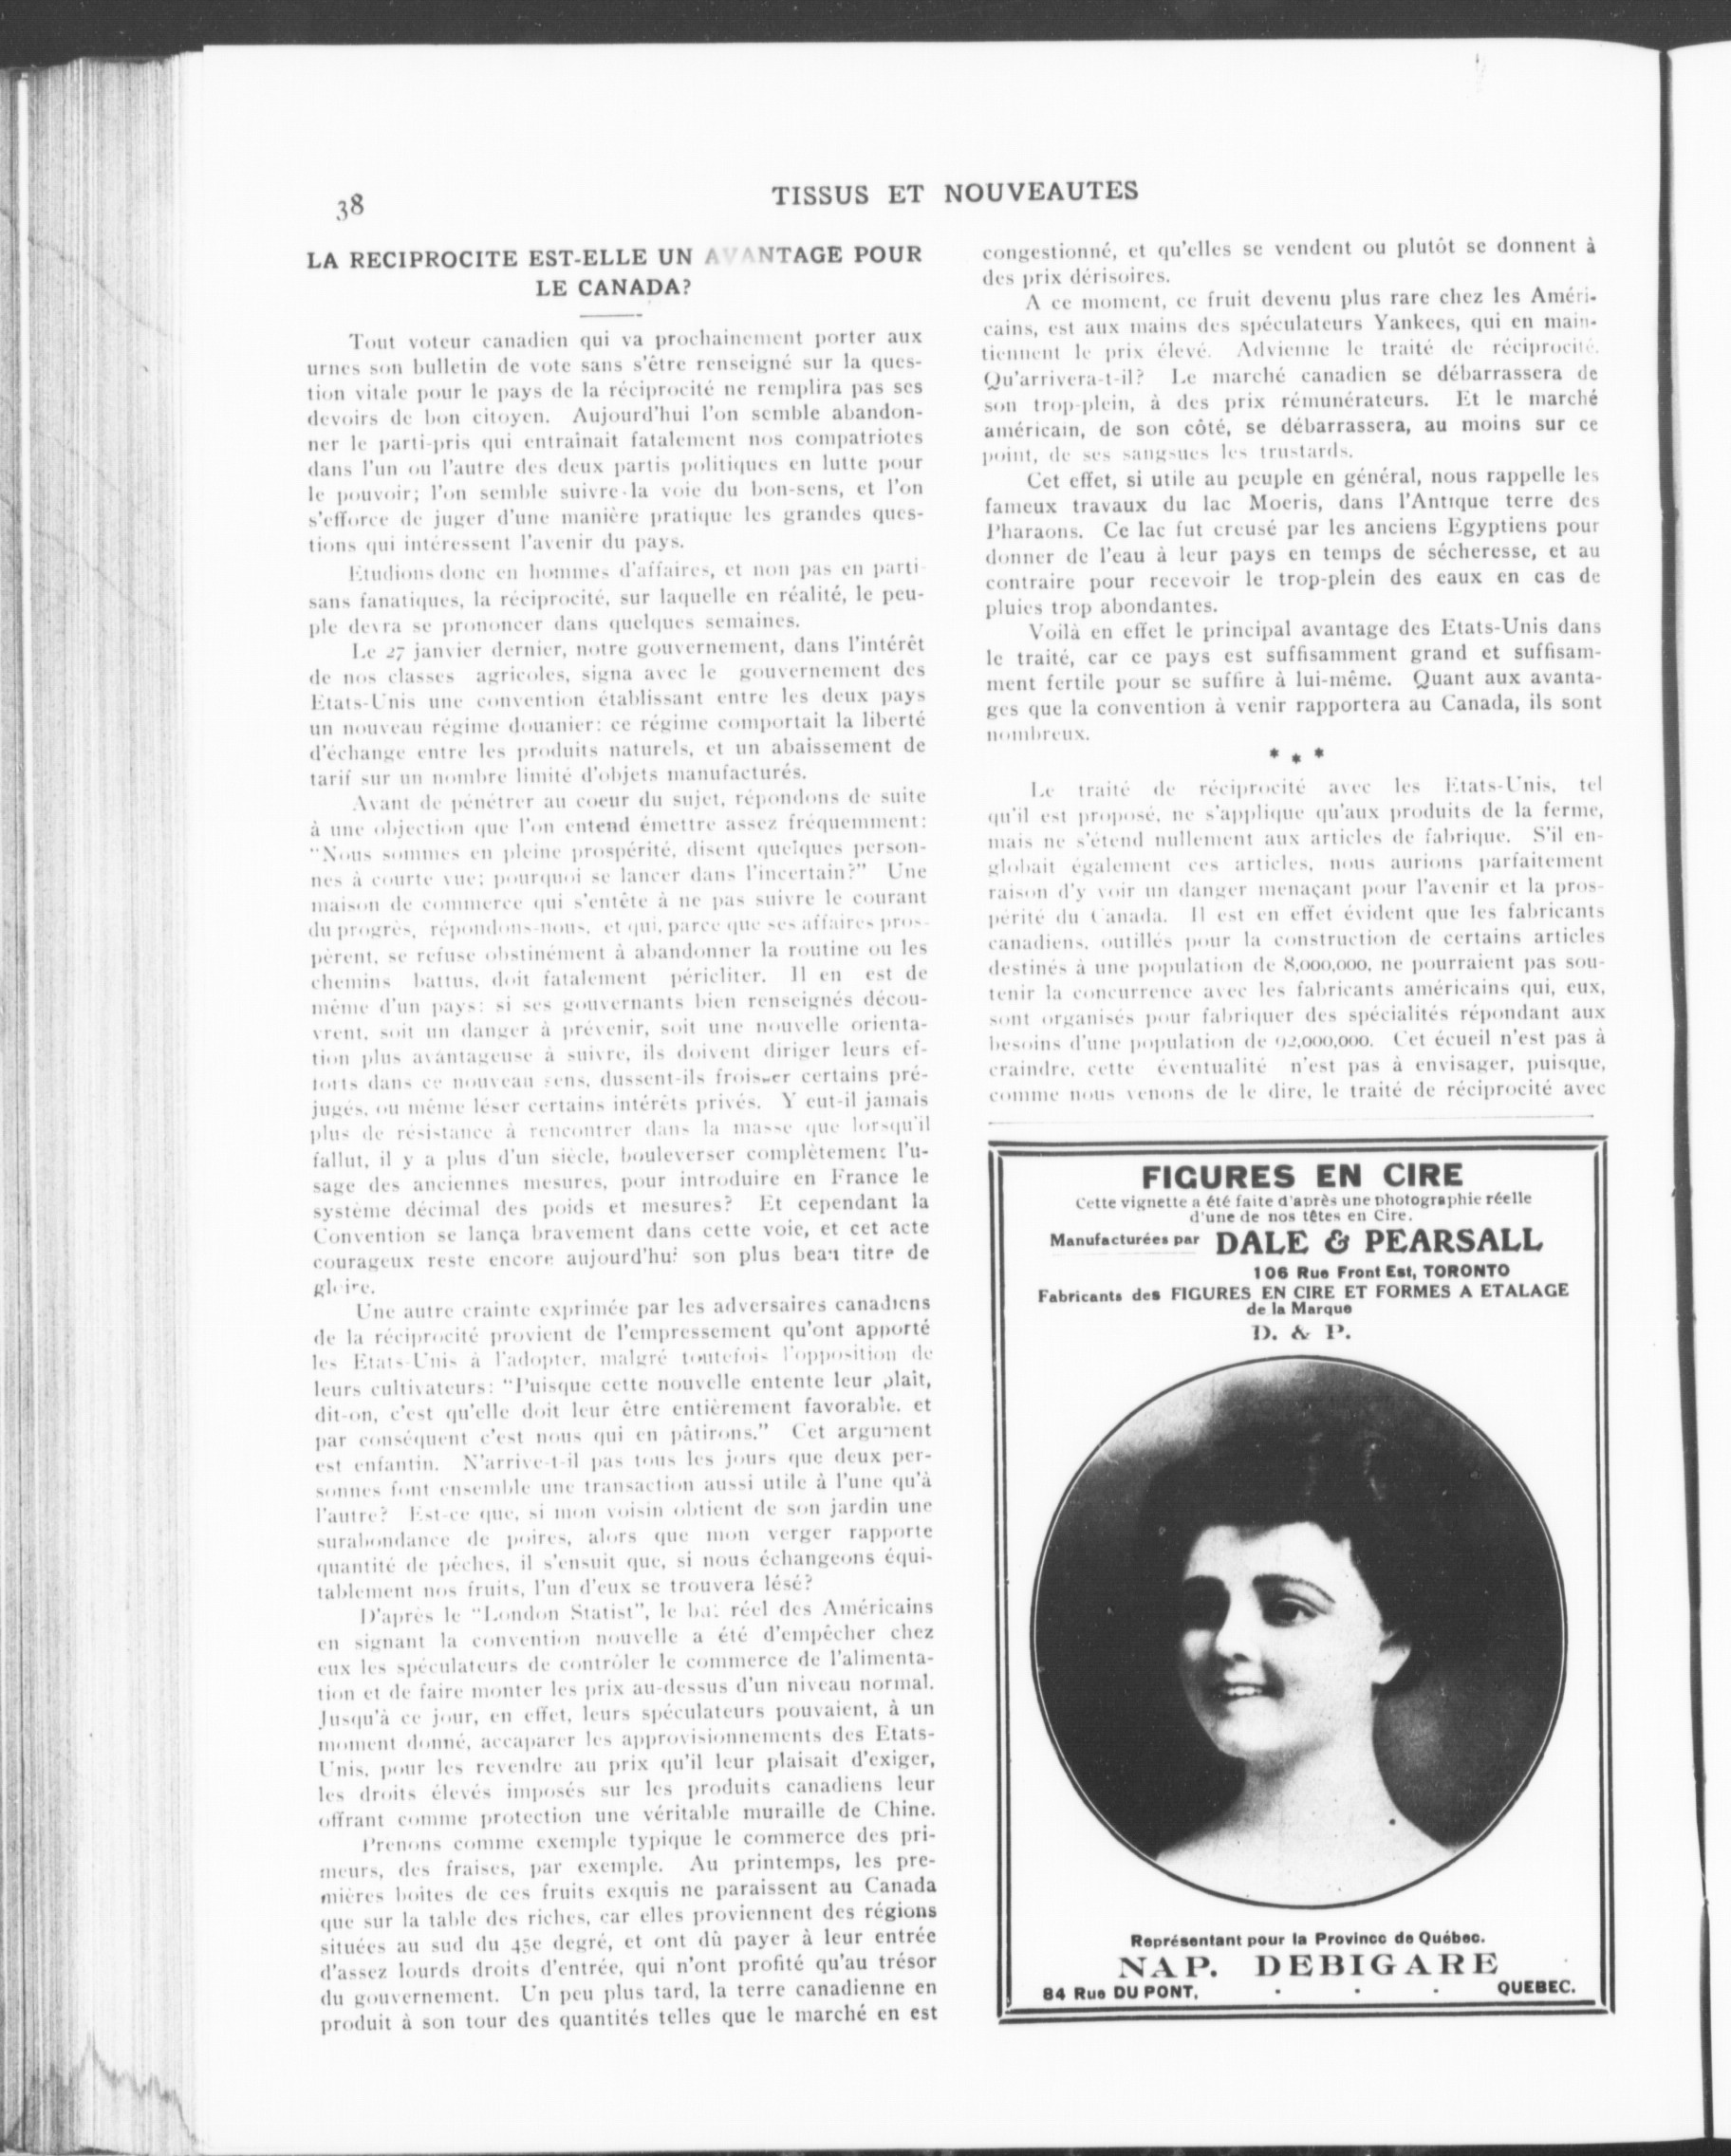 38
TISSUS ET NOUVEAUTES
LA RECIPROCITE EST-ELLE UN AVANTAGE POUR
LE CANADA?
Tout voteur canadien qui va prochainement porter aux
urnes son bulletin de vote sans s'être renseigné sur la ques-
tion vitale pour le pays de la réciprocité ne remplira pas ses
devoirs de bon citoyen. Aujourd'hui l'on semble abandon-
ner le parti-pris qui entraînait fatalement nos compatriotes
dans l'un ou l'autre des deux partis politiques en lutte pour
le pouvoir; l'on semble suivre la voie du bon-sens, et l'on
s'efforce de juger d'une manière pratique les grandes ques-
tions qui intéressent l'avenir du pays.
Etudions donc en hommes d'affaires, et non pas en parti-
sans fanatiques, la réciprocité, sur laquelle en réalité, le peu-
ple devra se prononcer dans quelques semaines.
Le 27 janvier dernier, notre gouvernement, dans l'intérêt
de nos classes agricoles, signa avec le gouvernement des
Etats-Unis une convention établissant entre les deux pays
un nouveau régime douanier: ce régime comportait la liberté
d'échange entre les produits naturels, et un abaissement de
tarif sur un nombre limité d'objets manufacturés.
Avant de pénétrer au coeur du sujet, répondons de suite
à une objection que l'on entend émettre assez fréquemment:
"Nous sommes en pleine prospérité, disent quelques person-
nes à courte vue; pourquoi se lancer dans l'incertain?" Une
maison de commerce qui s'entête à ne pas suivre le courant
du progrès, répondons-nous, et qui, parce que ses affaires pros-
pèrent, se refuse obstinément à abandonner la routine ou les
chemins battus, doit fatalement péricliter. Il en est de
même d'un pays: si ses gouvernants bien renseignés décou-
vrent, soit un danger à prévenir, soit une nouvelle orienta-
tion plus avantageuse à suivre, ils doivent diriger leurs ef-
forts dans ce nouveau sens, dussent-ils froisser certains pré-
jugés, ou même léser certains intérêts privés. Y eut-il jamais
plus de résistance à rencontrer dans la masse que lorsqu'il
fallut, il y a plus d'un siècle, bouleverser complètement l'u-
sage des anciennes mesures, pour introduire en France le
système décimal des poids et mesures? Et cependant la
Convention se lança bravement dans cette voie, et cet acte
courageux reste encore aujourd'hui son plus beau titre de
gloire.
Une autre crainte exprimée par les adversaires canadiens
de la réciprocité provient de l'empressement qu'ont apporté
les Etats-Unis à l'adopter, malgré toutefois l'opposition de
leurs cultivateurs: "Puisque cette nouvelle entente leur plait,
dit-on, c'est qu'elle doit leur être entièrement favorable, et
par conséquent c'est nous qui en pâtirons." Cet argument
est enfantin. N'arrive-t-il pas tous les jours que deux per-
sonnes font ensemble une transaction aussi utile à l'une qu'à
l'autre? Est-ce que, si mon voisin obtient de son jardin une
surabondance de poires, alors que mon verger rapporte
quantité de pêches, il s'ensuit que, si nous échangeons équi-
tablement nos fruits, l'un d'eux se trouvera lésé?
D'après le "London Statist", le but réel des Américains
en signant la convention nouvelle a été d'empêcher chez
eux les spéculateurs de contrôler le commerce de l'alimenta-
tion et de faire monter les prix au-dessus d'un niveau normal.
Jusqu'à ce jour, en effet, leurs spéculateurs pouvaient, à un
moment donné, accaparer les approvisionnements des Etats-
Unis, pour les revendre au prix qu'il leur plaisait d'exiger,
les droits élevés imposés sur les produits canadiens leur
offrant comme protection une véritable muraille de Chine.
Prenons comme exemple typique le commerce des pri-
meurs, des fraises, par exemple. Au printemps, les pre-
mières boites de ces fruits exquis ne paraissent au Canada
que sur la table des riches, car elles proviennent des régions
situées au sud du 45e degré, et ont dû payer à leur entrée
d'assez lourds droits d'entrée, qui n'ont profité qu'au trésor
du gouvernement. Un peu plus tard, la terre canadienne en
produit à son tour des quantités telles que le marché en est
congestionné, et qu'elles se vendent ou plutôt se donnent à
des prix dérisoires.
A ce moment, ce fruit devenu plus rare chez les Améri-
cains, est aux mains des spéculateurs Yankees, qui en main-
tiennent le prix élevé. Advienne le traité de réciprocité.
Qu'arrivera-t-il? Le marché canadien se débarrassera de
son trop-plein, à des prix rémunérateurs. Et le marché
américain, de son côté, se débarrassera, au moins sur ce
point, de ses sangsues les trustards.
Cet effet, si utile au peuple en général, nous rappelle les
fameux travaux du lac Moeris, dans l'Antique terre des
Pharaons. Ce lac fut creusé par les anciens Egyptiens pour
donner de l'eau à leur pays en temps de sécheresse, et au
contraire pour recevoir le trop-plein des eaux en cas de
pluies trop abondantes.
Voilà en effet le principal avantage des Etats-Unis dans
le traité, car ce pays est suffisamment grand et suffisam-
ment fertile pour se suffire à lui-même. Quant aux avanta-
ges que la convention à venir rapportera au Canada, ils sont
nombreux.
* * *
Le traité de réciprocité avec les Etats-Unis, tel
qu'il est proposé, ne s'applique qu'aux produits de la ferme,
mais ne s'étend nullement aux articles de fabrique. S'il en-
globait également ces articles, nous aurions parfaitement
raison d'y voir un danger menaçant pour l'avenir et la pros-
périté du Canada. Il est en effet évident que les fabricants
canadiens, outillés pour la construction de certains articles
destinés à une population de 8,000,000, ne pourraient pas sou-
tenir la concurrence avec les fabricants américains qui, eux,
sont organisés pour fabriquer des spécialités répondant aux
besoins d'une population de 92,000,000. Cet écueil n'est pas à
craindre, cette éventualité n'est pas à envisager, puisque,
comme nous venons de le dire, le traité de réciprocité avec
FIGURES EN CIRE
Cette vignette a été faite d'après une photographie réelle
d'une de nos têtes en Cire.
Manufacturées par DALE & PEARSALL
106 Rue Front Est, TORONTO
Fabricants des FIGURES EN CIRE ET FORMES A ETALAGE
de la Marque
D. & P.
Représentant pour la Province de Québec.
NAP. DEBIGARE
84 Rue DU PONT, . . . QUEBEC.